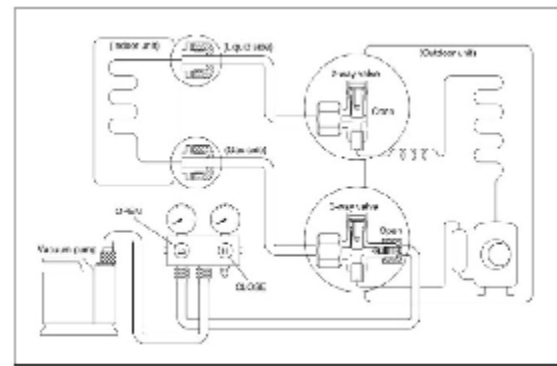 (Indoor unit)
(Liquid side)
(Outdoor unit)
2-way valve
(Gas side)
3-way valve
OPEN
Open
Vacuum pump
CLOSE